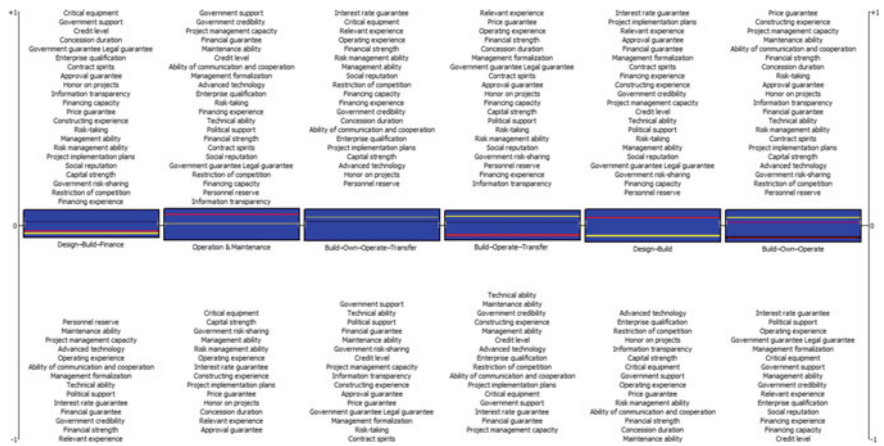 +1
Critical equipment
Government support
Credit level
Concession duration
Government guarantee Legal guarantee
Enterprise qualification
Contract spirits
Approval guarantee
Honor on projects
Information transparency
Financing capacity
Price guarantee
Constructing experience
Risk-taking
Management ability
Risk management ability
Project implementation plans
Social reputation
Capital strength
Government risk-sharing
Restriction of competition
Financing experience
Government support
Government credibility
Project management capacity
Financial guarantee
Maintenance ability
Credit level
Ability of communication and cooperation
Management formalization
Advanced technology
Enterprise qualification
Risk-taking
Financing experience
Technical ability
Political support
Financial strength
Contract spirits
Social reputation
Government guarantee Legal guarantee
Restriction of competition
Financing capacity
Personnel reserve
Information transparency
Interest rate guarantee
Critical equipment
Relevant experience
Operating experience
Financial strength
Risk management ability
Management ability
Social reputation
Restriction of competition
Financing capacity
Financing experience
Government credibility
Concession duration
Ability of communication and cooperation
Enterprise qualification
Project implementation plans
Capital strength
Advanced technology
Honor on projects
Personnel reserve
Relevant experience
Price guarantee
Operating experience
Financial strength
Concession duration
Management formalization
Government guarantee Legal guarantee
Contract spirits
Approval guarantee
Honor on projects
Financing capacity
Capital strength
Political support
Risk-taking
Risk management ability
Social reputation
Government risk-sharing
Personnel reserve
Financing experience
Information transparency
Interest rate guarantee
Project implementation plans
Relevant experience
Approval guarantee
Financial guarantee
Management formalization
Contract spirits
Financing experience
Constructing experience
Government credibility
Project management capacity
Credit level
Technical ability
Political support
Risk-taking
Management ability
Social reputation
Government guarantee Legal guarantee
Government risk-sharing
Financing capacity
Personnel reserve
Price guarantee
Constructing experience
Project management capacity
Maintenance ability
Ability of communication and cooperation
Financial strength
Concession duration
Risk-taking
Approval guarantee
Honor on projects
Information transparency
Financial guarantee
Technical ability
Risk management ability
Contract spirits
Project implementation plans
Capital strength
Advanced technology
Government risk-sharing
Restriction of competition
Personnel reserve
+1
0
Design-Build-Finance
Operation & Maintenance
Build-Own-Operate-Transfer
Build-Operate-Transfer
Design-Build
Build-Own-Operate
0
Personnel reserve
Maintenance ability
Project management capacity
Advanced technology
Operating experience
Ability of communication and cooperation
Management formalization
Technical ability
Political support
Interest rate guarantee
Financial guarantee
Government credibility
Financial strength
Relevant experience
Critical equipment
Capital strength
Government risk-sharing
Management ability
Risk management ability
Operating experience
Interest rate guarantee
Constructing experience
Project implementation plans
Price guarantee
Honor on projects
Concession duration
Relevant experience
Approval guarantee
Government support
Technical ability
Political support
Financial guarantee
Maintenance ability
Government risk-sharing
Credit level
Project management capacity
Information transparency
Constructing experience
Approval guarantee
Price guarantee
Government guarantee Legal guarantee
Management formalization
Risk-taking
Contract spirits
Technical ability
Maintenance ability
Government credibility
Constructing experience
Management ability
Credit level
Advanced technology
Enterprise qualification
Restriction of competition
Ability of communication and cooperation
Project implementation plans
Critical equipment
Government support
Interest rate guarantee
Financial guarantee
Project management capacity
Advanced technology
Enterprise qualification
Restriction of competition
Honor on projects
Information transparency
Capital strength
Critical equipment
Government support
Operating experience
Price guarantee
Risk management ability
Ability of communication and cooperation
Financial strength
Concession duration
Maintenance ability
Interest rate guarantee
Political support
Operating experience
Government guarantee Legal guarantee
Management formalization
Critical equipment
Government support
Management ability
Government credibility
Relevant experience
Enterprise qualification
Social reputation
Financing experience
Financing capacity
Credit level
-1
-1